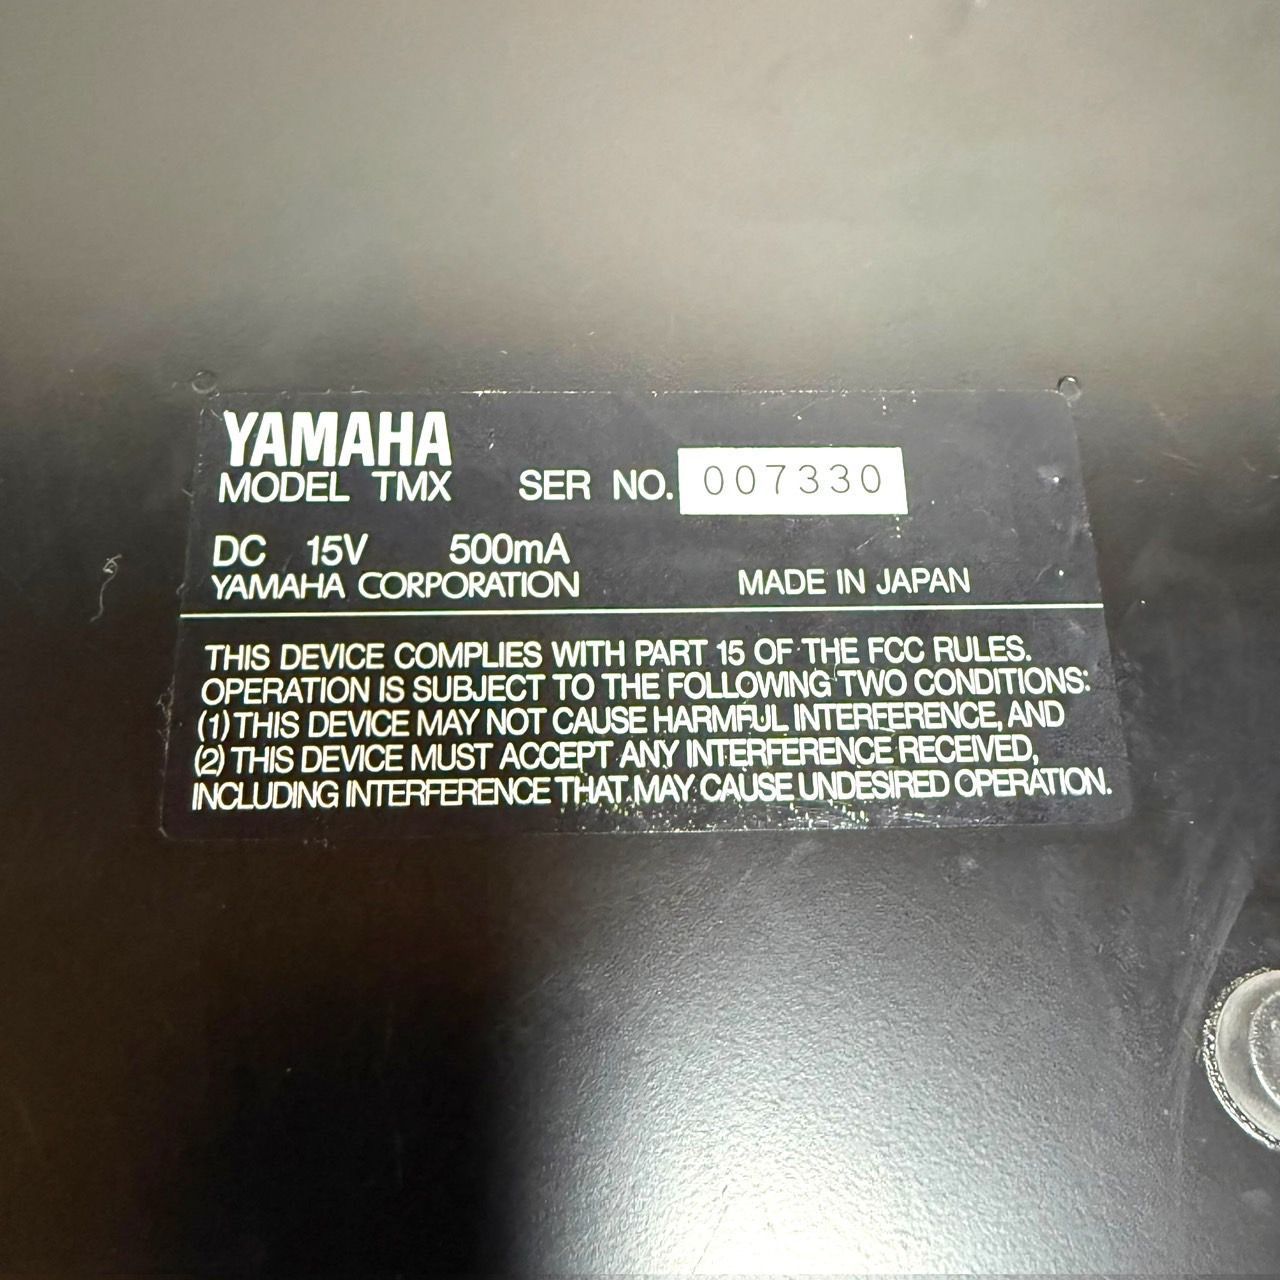 YAMAHA
MODEL TMX SER NO. 007330
DC 15V 500mA
YAMAHA CORPORATION MADE IN JAPAN
THIS DEVICE COMPLIES WITH PART 15 OF THE FCC RULES.
OPERATION IS SUBJECT TO THE FOLLOWING TWO CONDITIONS:
(1) THIS DEVICE MAY NOT CAUSE HARMFUL INTERFERENCE, AND
(2) THIS DEVICE MUST ACCEPT ANY INTERFERENCE RECEIVED,
INCLUDING INTERFERENCE THAT MAY CAUSE UNDESIRED OPERATION.